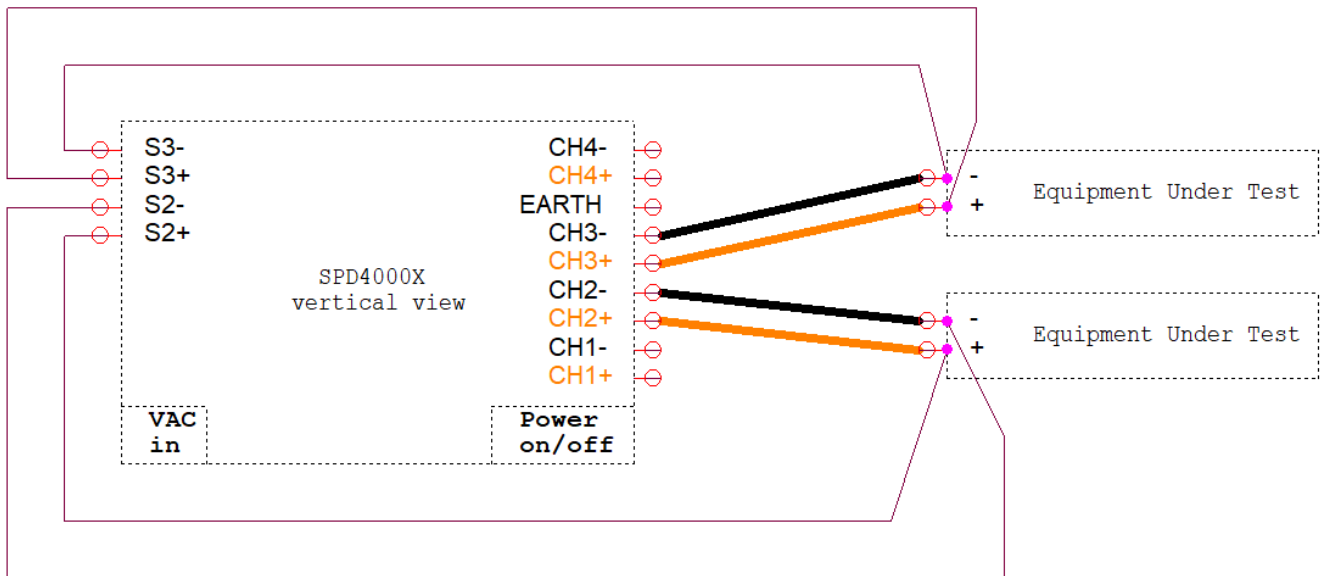 S3-
S3+
S2-
S2+
SPD4000X
vertical view
CH4-
CH4+
EARTH
CH3-
CH3+
CH2-
CH2+
CH1-
CH1+
VAC
in
Power
on/off
-
+
Equipment Under Test
-
+
Equipment Under Test